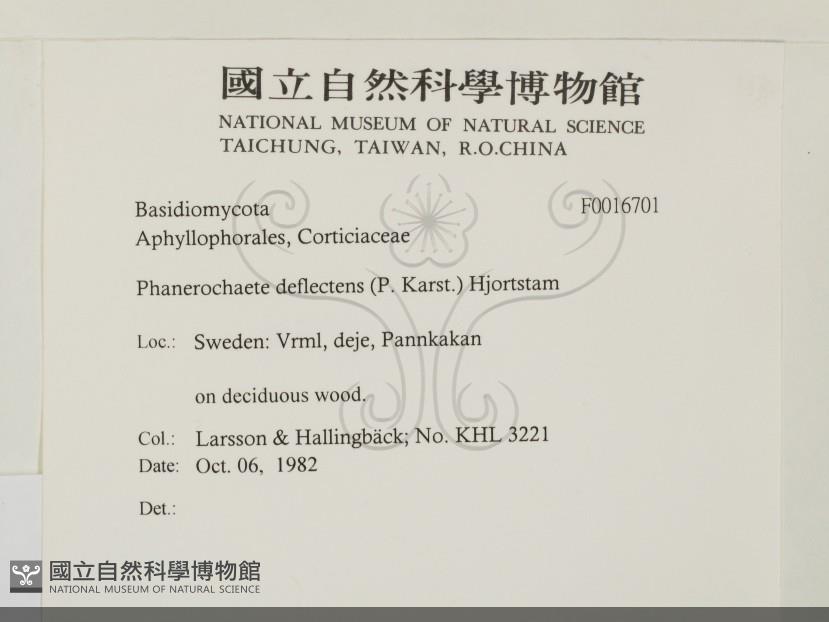 國立自然科學博物館
NATIONAL MUSEUM OF NATURAL SCIENCE
TAICHUNG, TAIWAN, R.O.CHINA
Basidiomycota F0016701
Aphyllophorales, Corticiaceae
Phanerochaete deflectens (P. Karst.) Hjortstam
Loc.: Sweden: Vrml, deje, Pannkakan
on deciduous wood.
Col.: Larsson & Hallingbäck; No. KHL 3221
Date: Oct. 06, 1982
Det.:
國立自然科學博物館
NATIONAL MUSEUM OF NATURAL SCIENCE